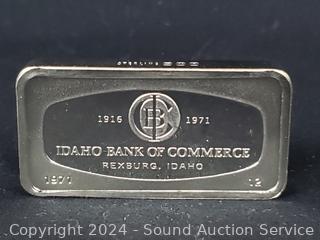 STERLING
1916 1971
IDAHO BANK OF COMMERCE
REXBURG, IDAHO
1971 12
Copyright © 2024 - Sound Auction Service